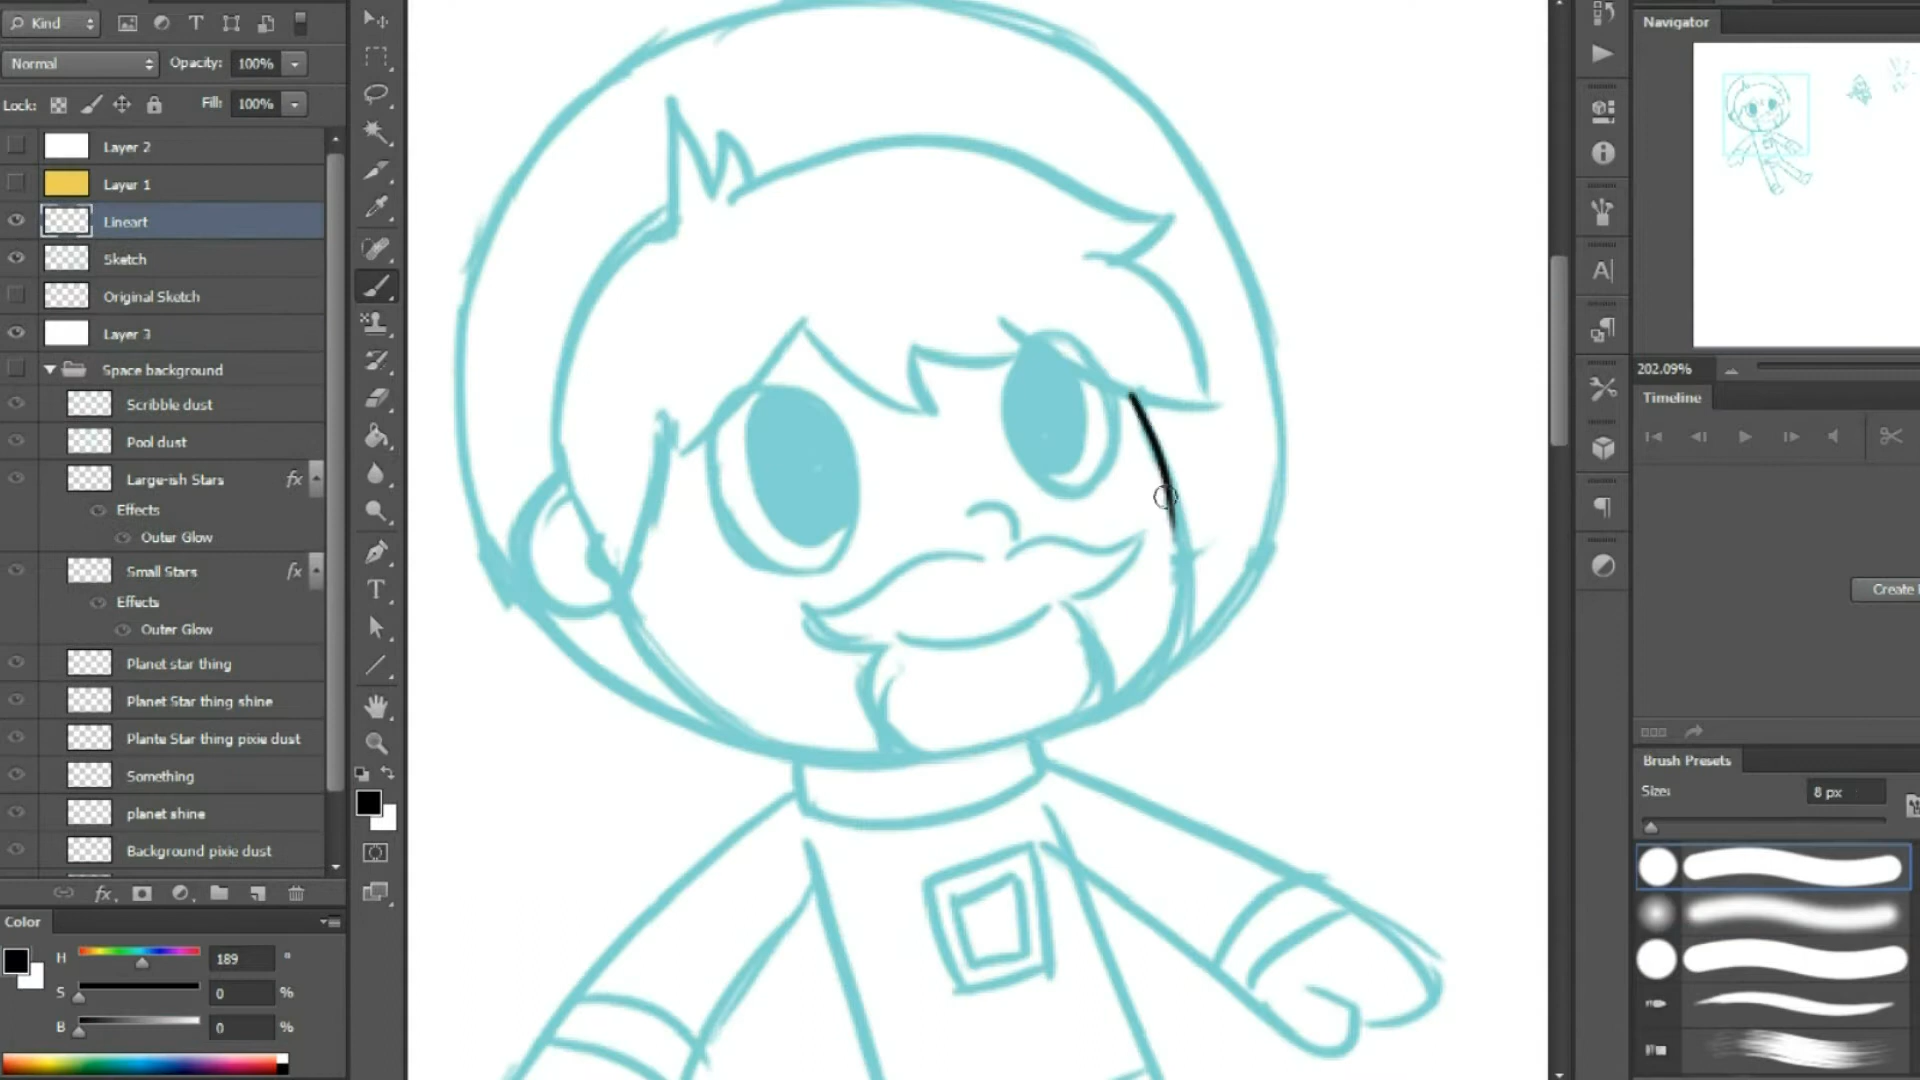 Kind
Normal Opacity: 100%
Lock: Fill: 100%
Layer 2
Layer 1
Lineart
Sketch
Original Sketch
Layer 3
Space background
Scribble dust
Pool dust
Large-ish Stars fx
Effects
Outer Glow
Small Stars fx
Effects
Outer Glow
Planet star thing
Planet Star thing shine
Plante Star thing pixie dust
Something
planet shine
Background pixie dust
fx
Color
H 189 °
S 0 %
B 0 %
T
A
Navigator
202.09%
Timeline
Create
Brush Presets
Size: 8 px